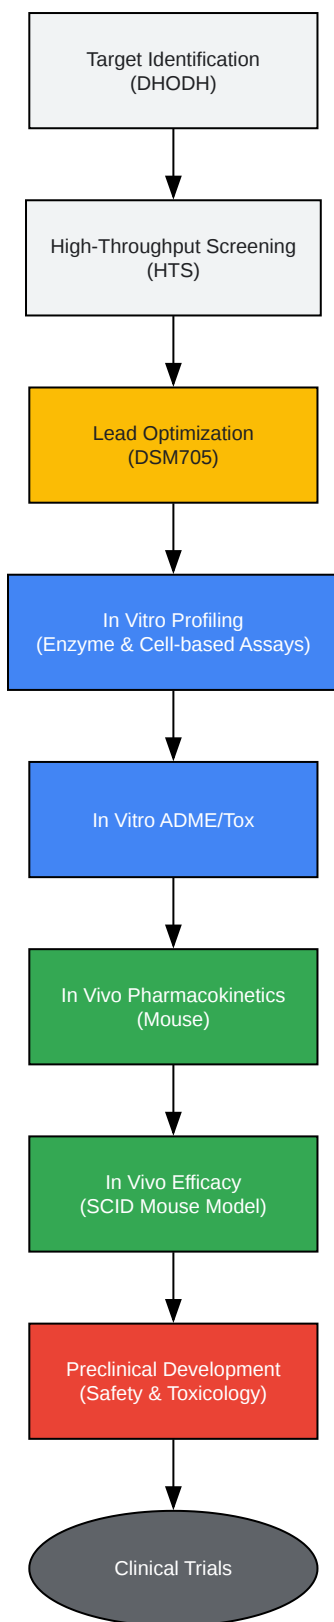 Target Identification
(DHODH)
High-Throughput Screening
(HTS)
Lead Optimization
(DSM705)
In Vitro Profiling
(Enzyme & Cell-based Assays)
In Vitro ADME/Tox
In Vivo Pharmacokinetics
(Mouse)
In Vivo Efficacy
(SCID Mouse Model)
Preclinical Development
(Safety & Toxicology)
Clinical Trials